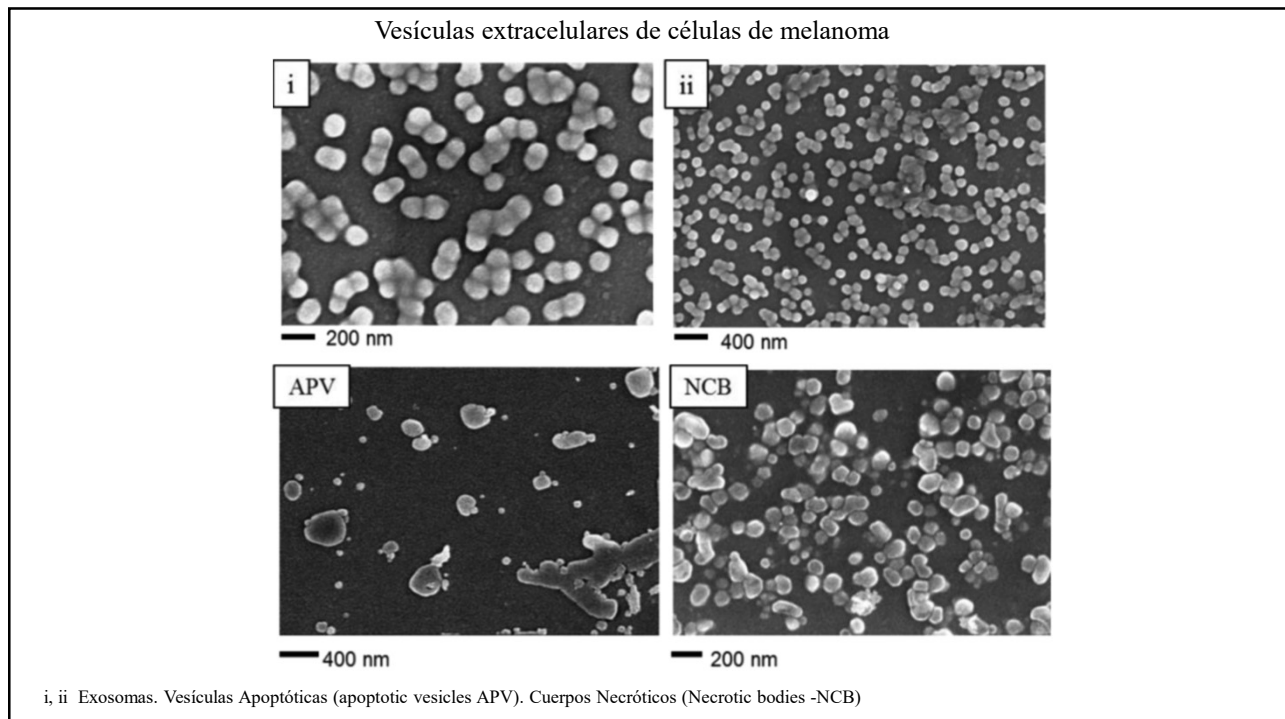 Vesículas extracelulares de células de melanoma
i
ii
200 nm
400 nm
APV
NCB
400 nm
200 nm
i, ii Exosomas. Vesículas Apoptóticas (apoptotic vesicles APV). Cuerpos Necróticos (Necrotic bodies -NCB)